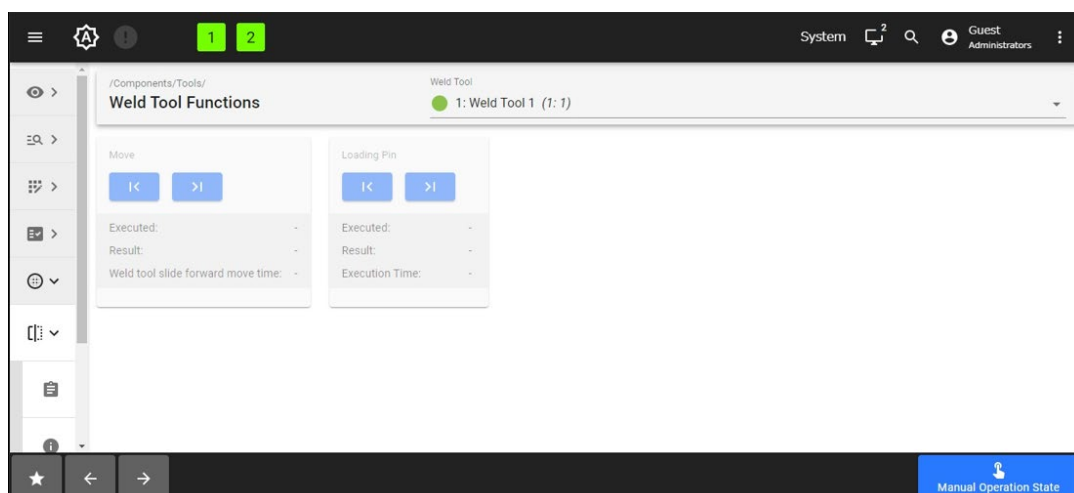 1 2
System
2
Guest
Administrators
/Components/Tools/
Weld Tool Functions
Weld Tool
1: Weld Tool 1 (1: 1)
Move
Executed: -
Result: -
Weld tool slide forward move time: -
Loading Pin
Executed: -
Result: -
Execution Time: -
Manual Operation State